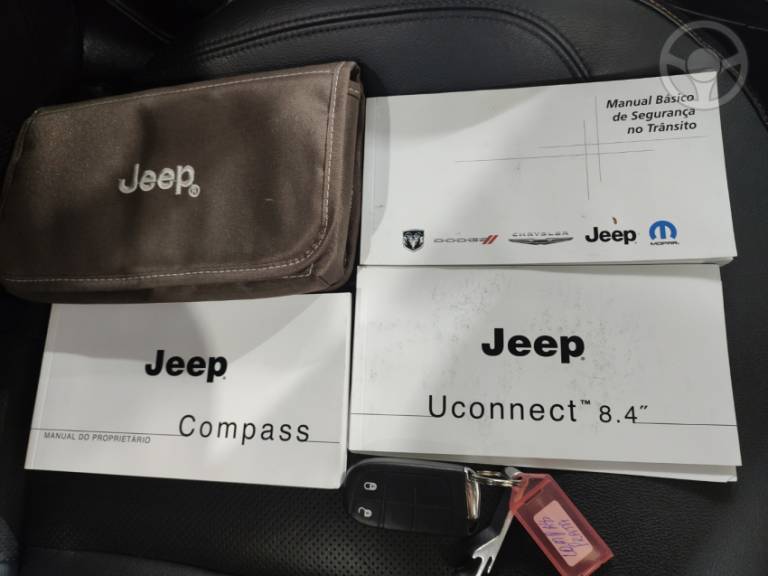 Jeep®
Manual Básico
de Segurança
no Trânsito
DODGE
CHRYSLER
Jeep
MOPAR
Jeep
MANUAL DO PROPRIETÁRIO
Compass
Jeep
Uconnect™ 8.4″